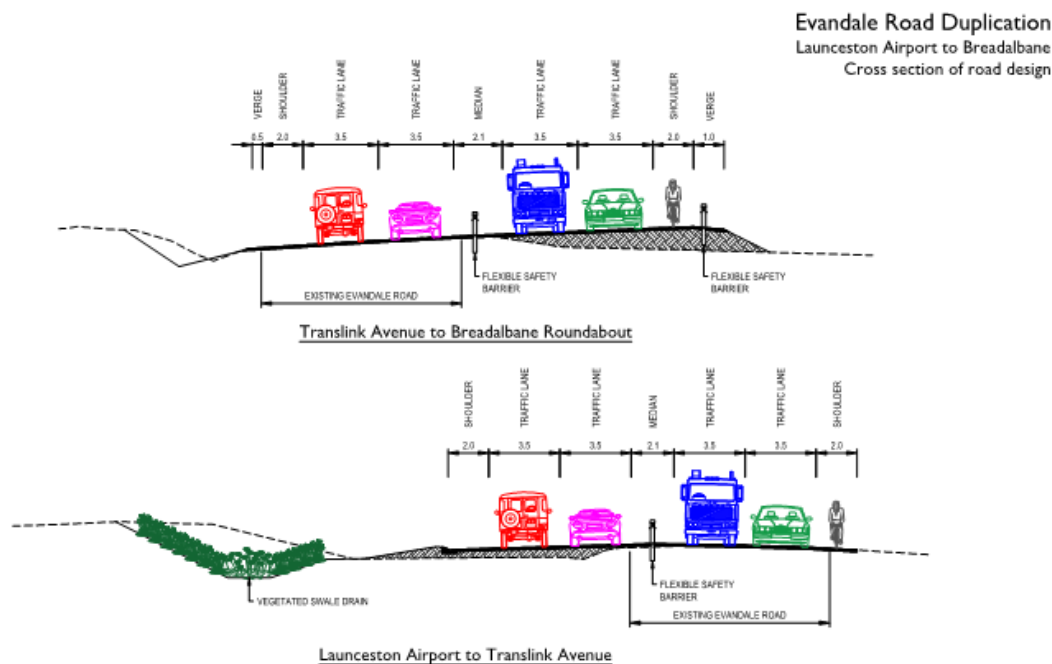 Evandale Road Duplication
Launceston Airport to Breadalbane
Cross section of road design
VERGE
SHOULDER
TRAFFIC LANE
TRAFFIC LANE
MEDIAN
TRAFFIC LANE
TRAFFIC LANE
SHOULDER
VERGE
0.5 2.0 3.5 3.5 2.1 3.5 3.5 2.0 1.0
FLEXIBLE SAFETY
BARRIER
FLEXIBLE SAFETY
BARRIER
EXISTING EVANDALE ROAD
Translink Avenue to Breadalbane Roundabout
SHOULDER
TRAFFIC LANE
TRAFFIC LANE
MEDIAN
TRAFFIC LANE
TRAFFIC LANE
SHOULDER
2.0 3.5 3.5 2.1 3.5 3.5 2.0
FLEXIBLE SAFETY
BARRIER
VEGETATED SWALE DRAIN
EXISTING EVANDALE ROAD
Launceston Airport to Translink Avenue